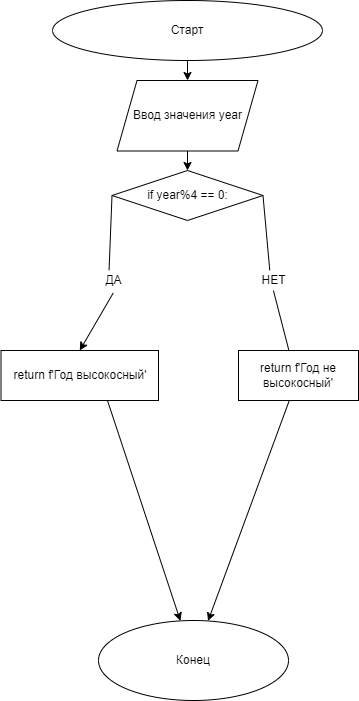 Старт
Ввод значения year
if year%4 == 0:
ДА
НЕТ
return f'Год высокосный'
return f'Год не
высокосный'
Конец